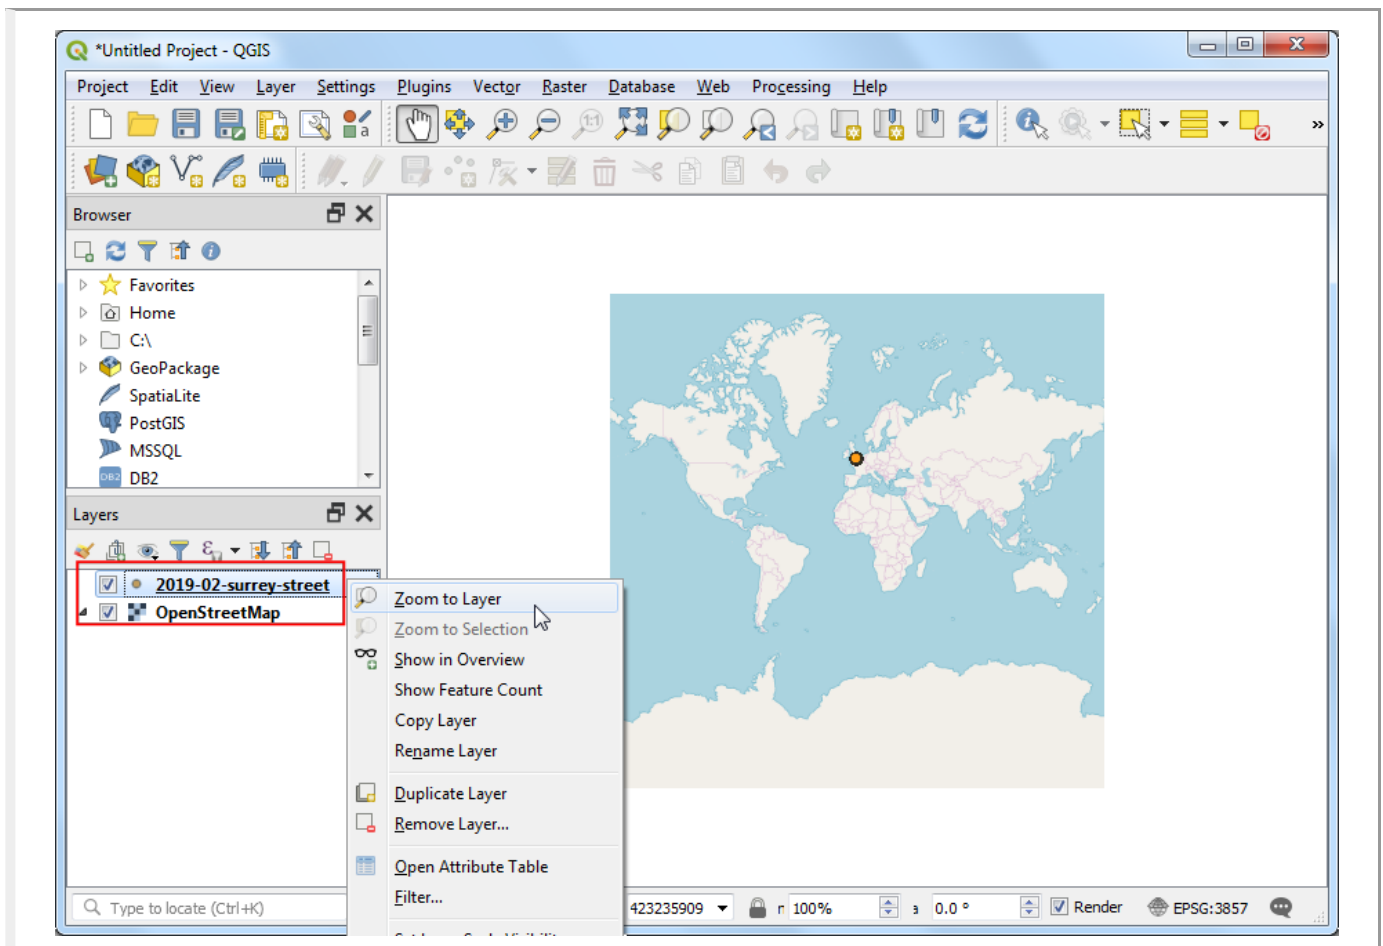 *Untitled Project - QGIS
Project Edit View Layer Settings Plugins Vector Raster Database Web Processing Help
1:1
a
»
Browser
Favorites
Home
C:\
GeoPackage
SpatiaLite
PostGIS
MSSQL
DB2 DB2
Layers
2019-02-surrey-street
OpenStreetMap
Zoom to Layer
Zoom to Selection
Show in Overview
Show Feature Count
Copy Layer
Rename Layer
Duplicate Layer
Remove Layer...
Open Attribute Table
Filter...
Type to locate (Ctrl+K) 423235909 100% 0.0 ° Render EPSG:3857